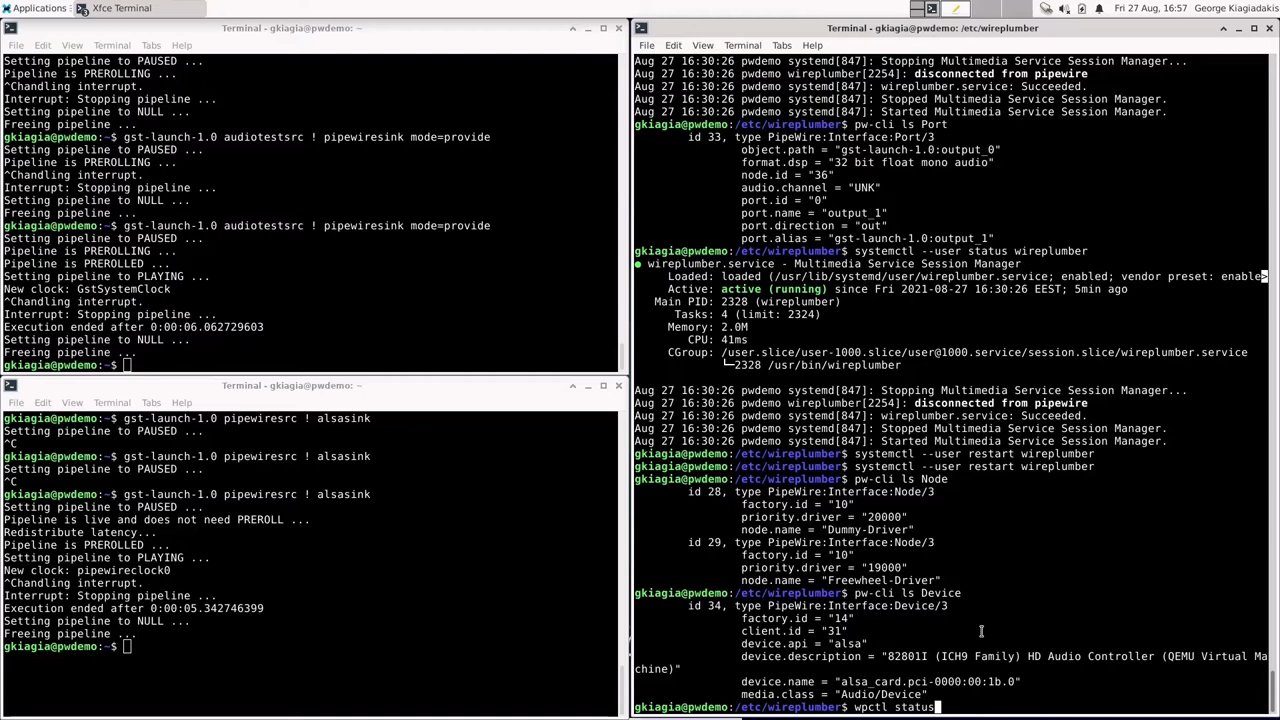 Applications
Xfce Terminal
Fri 27 Aug, 16:57
George Kiagiadakis
Terminal - gkiagia@pwdemo: ~
File Edit View Terminal Tabs Help
Setting pipeline to PAUSED ...
Pipeline is PREROLLING ...
^Chandling interrupt.
Interrupt: Stopping pipeline ...
Setting pipeline to NULL ...
Freeing pipeline ...
gkiagia@pwdemo:~$ gst-launch-1.0 audiotestsrc ! pipewiresink mode=provide
Setting pipeline to PAUSED ...
Pipeline is PREROLLING ...
^Chandling interrupt.
Interrupt: Stopping pipeline ...
Setting pipeline to NULL ...
Freeing pipeline ...
gkiagia@pwdemo:~$ gst-launch-1.0 audiotestsrc ! pipewiresink mode=provide
Setting pipeline to PAUSED ...
Pipeline is PREROLLING ...
Pipeline is PREROLLED ...
Setting pipeline to PLAYING ...
New clock: GstSystemClock
^Chandling interrupt.
Interrupt: Stopping pipeline ...
Execution ended after 0:00:06.062729603
Setting pipeline to NULL ...
Freeing pipeline ...
gkiagia@pwdemo:~$
Terminal - gkiagia@pwdemo: ~
File Edit View Terminal Tabs Help
gkiagia@pwdemo:~$ gst-launch-1.0 pipewiresrc ! alsasink
Setting pipeline to PAUSED ...
^C
gkiagia@pwdemo:~$ gst-launch-1.0 pipewiresrc ! alsasink
Setting pipeline to PAUSED ...
^C
gkiagia@pwdemo:~$ gst-launch-1.0 pipewiresrc ! alsasink
Setting pipeline to PAUSED ...
Pipeline is live and does not need PREROLL ...
Redistribute latency...
Pipeline is PREROLLED ...
Setting pipeline to PLAYING ...
New clock: pipewireclock0
^Chandling interrupt.
Interrupt: Stopping pipeline ...
Execution ended after 0:00:05.342746399
Setting pipeline to NULL ...
Freeing pipeline ...
gkiagia@pwdemo:~$
Terminal - gkiagia@pwdemo: /etc/wireplumber
File Edit View Terminal Tabs Help
Aug 27 16:30:26 pwdemo systemd[847]: Stopping Multimedia Service Session Manager...
Aug 27 16:30:26 pwdemo wireplumber[2254]: disconnected from pipewire
Aug 27 16:30:26 pwdemo systemd[847]: wireplumber.service: Succeeded.
Aug 27 16:30:26 pwdemo systemd[847]: Stopped Multimedia Service Session Manager.
Aug 27 16:30:26 pwdemo systemd[847]: Started Multimedia Service Session Manager.
gkiagia@pwdemo:/etc/wireplumber$ pw-cli ls Port
id 33, type PipeWire:Interface:Port/3
object.path = "gst-launch-1.0:output_0"
format.dsp = "32 bit float mono audio"
node.id = "36"
audio.channel = "UNK"
port.id = "0"
port.name = "output_1"
port.direction = "out"
port.alias = "gst-launch-1.0:output_1"
gkiagia@pwdemo:/etc/wireplumber$ systemctl --user status wireplumber
● wireplumber.service - Multimedia Service Session Manager
Loaded: loaded (/usr/lib/systemd/user/wireplumber.service; enabled; vendor preset: enable>
Active: active (running) since Fri 2021-08-27 16:30:26 EEST; 5min ago
Main PID: 2328 (wireplumber)
Tasks: 4 (limit: 2324)
Memory: 2.0M
CPU: 41ms
CGroup: /user.slice/user-1000.slice/user@1000.service/session.slice/wireplumber.service
└─2328 /usr/bin/wireplumber
Aug 27 16:30:26 pwdemo systemd[847]: Stopping Multimedia Service Session Manager...
Aug 27 16:30:26 pwdemo wireplumber[2254]: disconnected from pipewire
Aug 27 16:30:26 pwdemo systemd[847]: wireplumber.service: Succeeded.
Aug 27 16:30:26 pwdemo systemd[847]: Stopped Multimedia Service Session Manager.
Aug 27 16:30:26 pwdemo systemd[847]: Started Multimedia Service Session Manager.
gkiagia@pwdemo:/etc/wireplumber$ systemctl --user restart wireplumber
gkiagia@pwdemo:/etc/wireplumber$ systemctl --user restart wireplumber
gkiagia@pwdemo:/etc/wireplumber$ pw-cli ls Node
id 28, type PipeWire:Interface:Node/3
factory.id = "10"
priority.driver = "20000"
node.name = "Dummy-Driver"
id 29, type PipeWire:Interface:Node/3
factory.id = "10"
priority.driver = "19000"
node.name = "Freewheel-Driver"
gkiagia@pwdemo:/etc/wireplumber$ pw-cli ls Device
id 34, type PipeWire:Interface:Device/3
factory.id = "14"
client.id = "31"
device.api = "alsa"
device.description = "82801I (ICH9 Family) HD Audio Controller (QEMU Virtual Ma
chine)"
device.name = "alsa_card.pci-0000:00:1b.0"
media.class = "Audio/Device"
gkiagia@pwdemo:/etc/wireplumber$ wpctl status